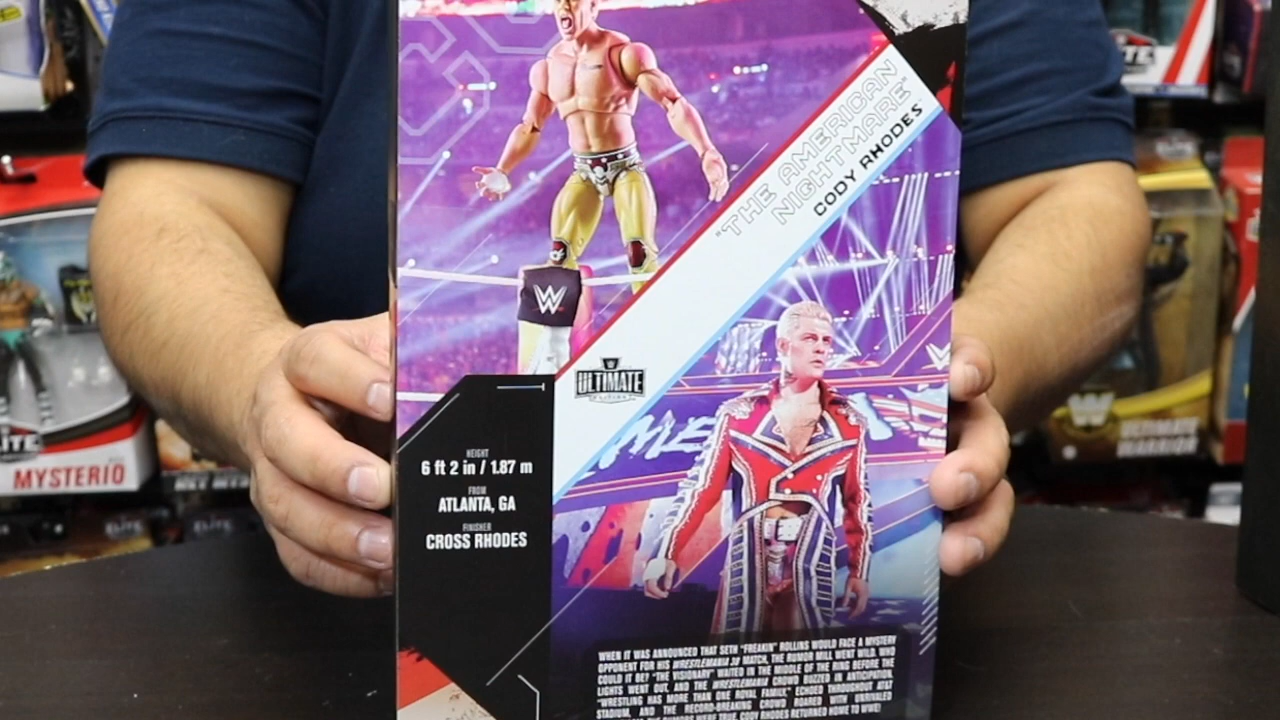 "THE AMERICAN
NIGHTMARE"
CODY RHODES
W
ULTIMATE
EDITION
HEIGHT
6 ft 2 in / 1.87 m
FROM
ATLANTA, GA
FINISHER
CROSS RHODES
WHEN IT WAS ANNOUNCED THAT SETH "FREAKIN" ROLLINS WOULD FACE A MYSTERY
OPPONENT FOR HIS WRESTLEMANIA 38 MATCH, THE RUMOR MILL WENT WILD. WHO
COULD IT BE? "THE VISIONARY" WAITED IN THE MIDDLE OF THE RING BEFORE THE
LIGHTS WENT OUT, AND THE WRESTLEMANIA CROWD BUZZED IN ANTICIPATION.
"WRESTLING HAS MORE THAN ONE ROYAL FAMILY," ECHOED THROUGHOUT AT&T
STADIUM, AND THE RECORD-BREAKING CROWD ROARED WITH UNRIVALED
THE RUMORS WERE TRUE. CODY RHODES RETURNED HOME TO WWE!
MYSTERIO
ELITE
ULTIMATE
WARRIOR